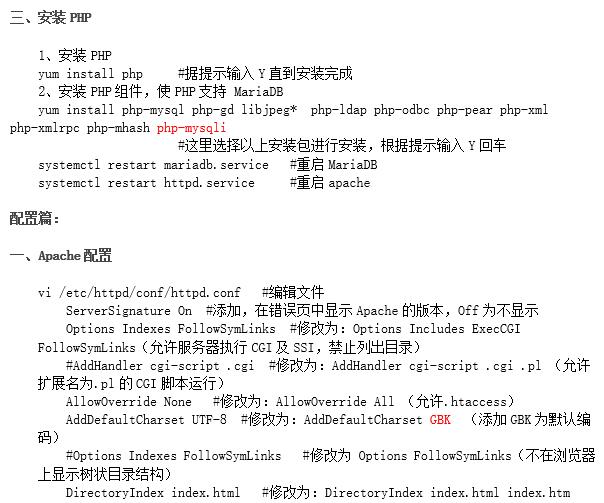 三、安装 PHP
1、安装 PHP
yum install php #据提示输入 Y 直到安装完成
2、安装 PHP 组件，使 PHP 支持 MariaDB
yum install php-mysql php-gd libjpeg* php-ldap php-odbc php-pear php-xml
php-xmlrpc php-mhash php-mysqli
#这里选择以上安装包进行安装，根据提示输入 Y 回车
systemctl restart mariadb.service #重启 MariaDB
systemctl restart httpd.service #重启 apache
配置篇：
一、Apache 配置
vi /etc/httpd/conf/httpd.conf #编辑文件
ServerSignature On #添加，在错误页中显示 Apache 的版本，Off 为不显示
Options Indexes FollowSymLinks #修改为：Options Includes ExecCGI
FollowSymLinks（允许服务器执行 CGI 及 SSI，禁止列出目录）
#AddHandler cgi-script .cgi #修改为：AddHandler cgi-script .cgi .pl （允许
扩展名为.pl 的 CGI 脚本运行）
AllowOverride None #修改为：AllowOverride All （允许.htaccess）
AddDefaultCharset UTF-8 #修改为：AddDefaultCharset GBK （添加 GBK 为默认编
码）
#Options Indexes FollowSymLinks #修改为 Options FollowSymLinks（不在浏览器
上显示树状目录结构）
DirectoryIndex index.html #修改为：DirectoryIndex index.html index.htm